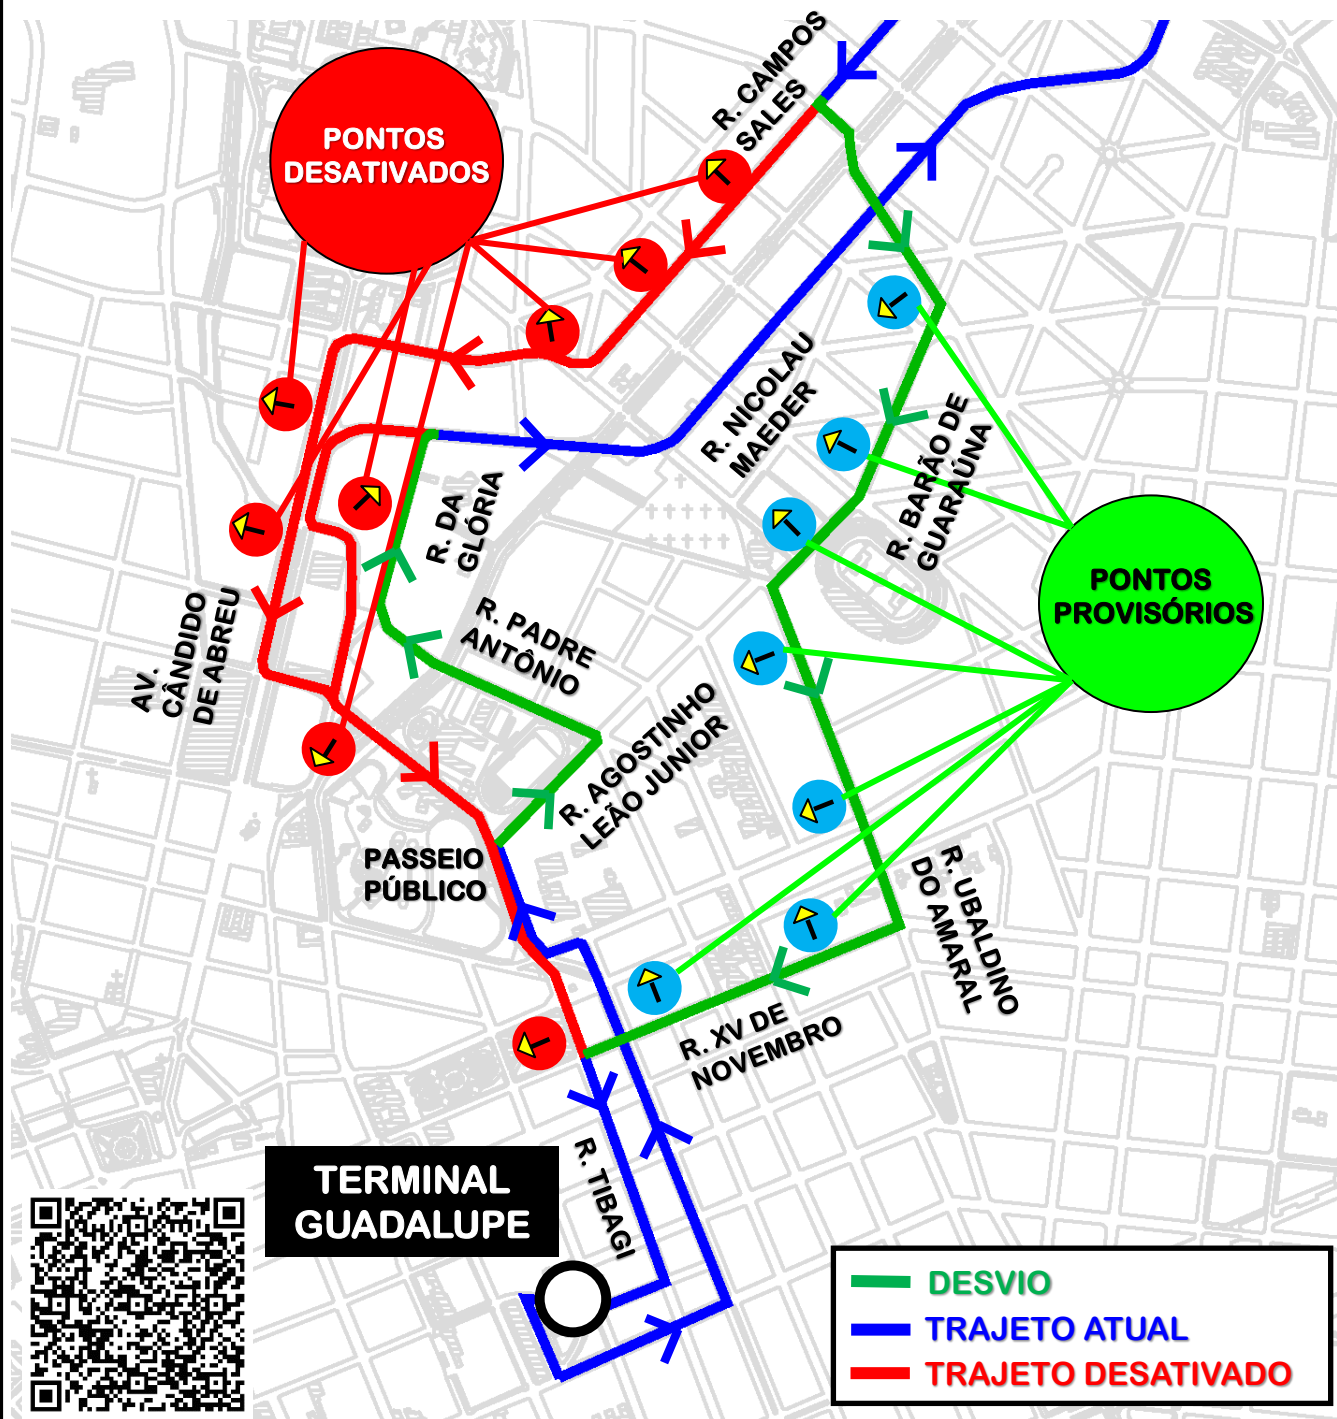 R. CAMPOS
SALES
PONTOS
DESATIVADOS
R. NICOLAU
MAEDER
R. BARÃO DE
GUARAÚNA
R. DA
GLÓRIA
PONTOS
PROVISÓRIOS
AV.
CÂNDIDO
DE ABREU
R. PADRE
ANTÔNIO
R. AGOSTINHO
LEÃO JUNIOR
PASSEIO
PÚBLICO
R. UBALDINO
DO AMARAL
R. XV DE
NOVEMBRO
R. TIBAGI
TERMINAL
GUADALUPE
DESVIO
TRAJETO ATUAL
TRAJETO DESATIVADO